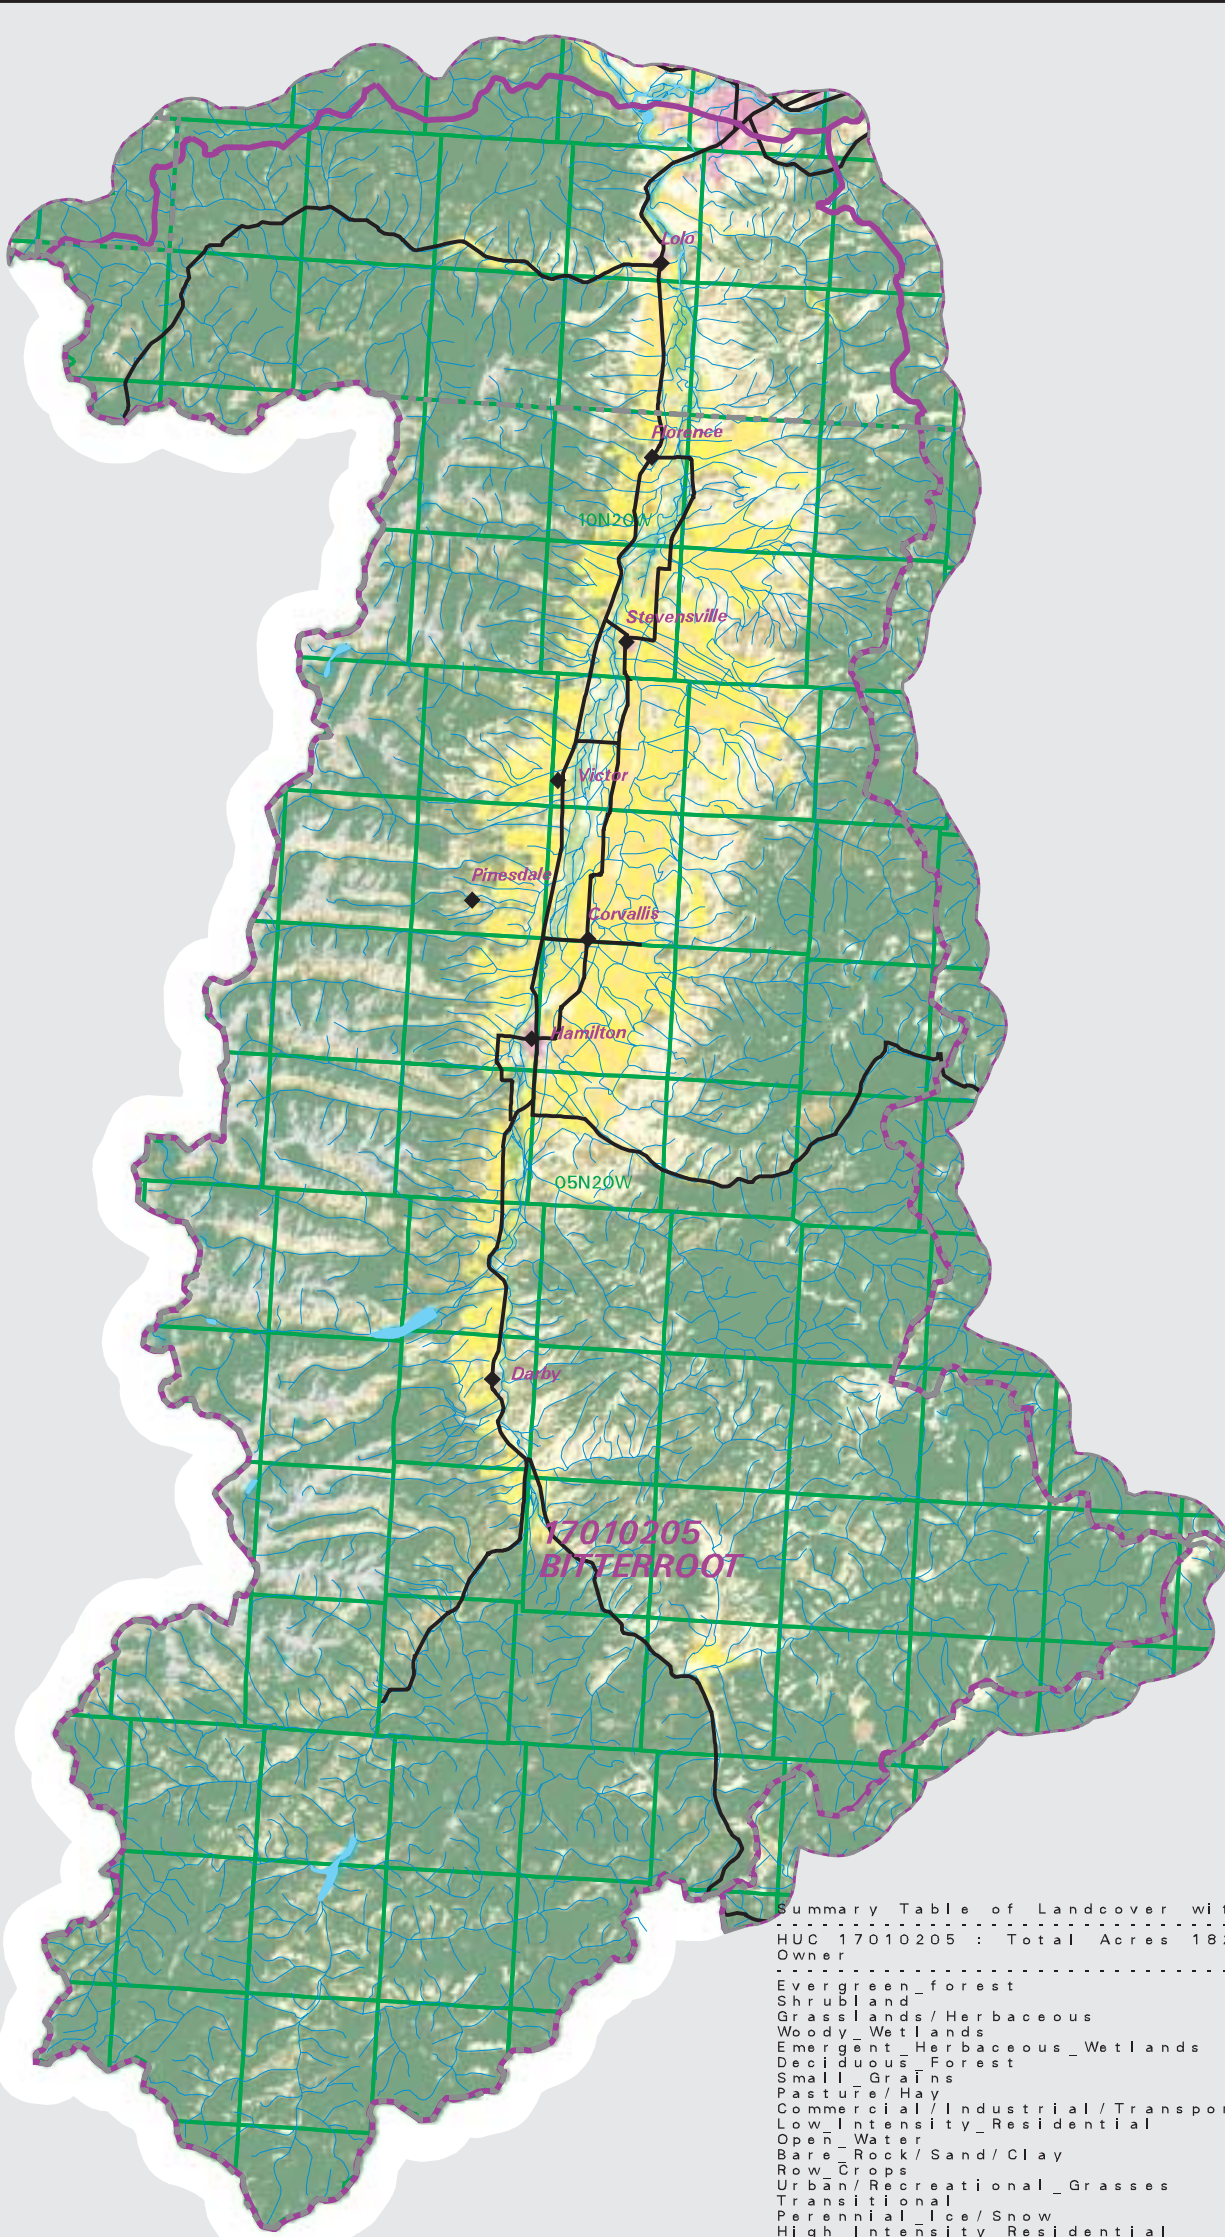 Lolo
Florence
10N20W
Stevensville
Victor
Pinesdale
Corvallis
Hamilton
05N20W
Darby
17010205
BITTERROOT
Summary Table of Landcover wit
HUC 17010205 : Total Acres 182
Owner
Evergreen_forest
Shrubland
Grasslands/Herbaceous
Woody_Wetlands
Emergent_Herbaceous_Wetlands
Deciduous_Forest
Small_Grains
Pasture/Hay
Commercial/Industrial/Transpor
Low_Intensity_Residential
Open_Water
Bare_Rock/Sand/Clay
Row_Crops
Urban/Recreational_Grasses
Transitional
Perennial_Ice/Snow
High_Intensity_Residential